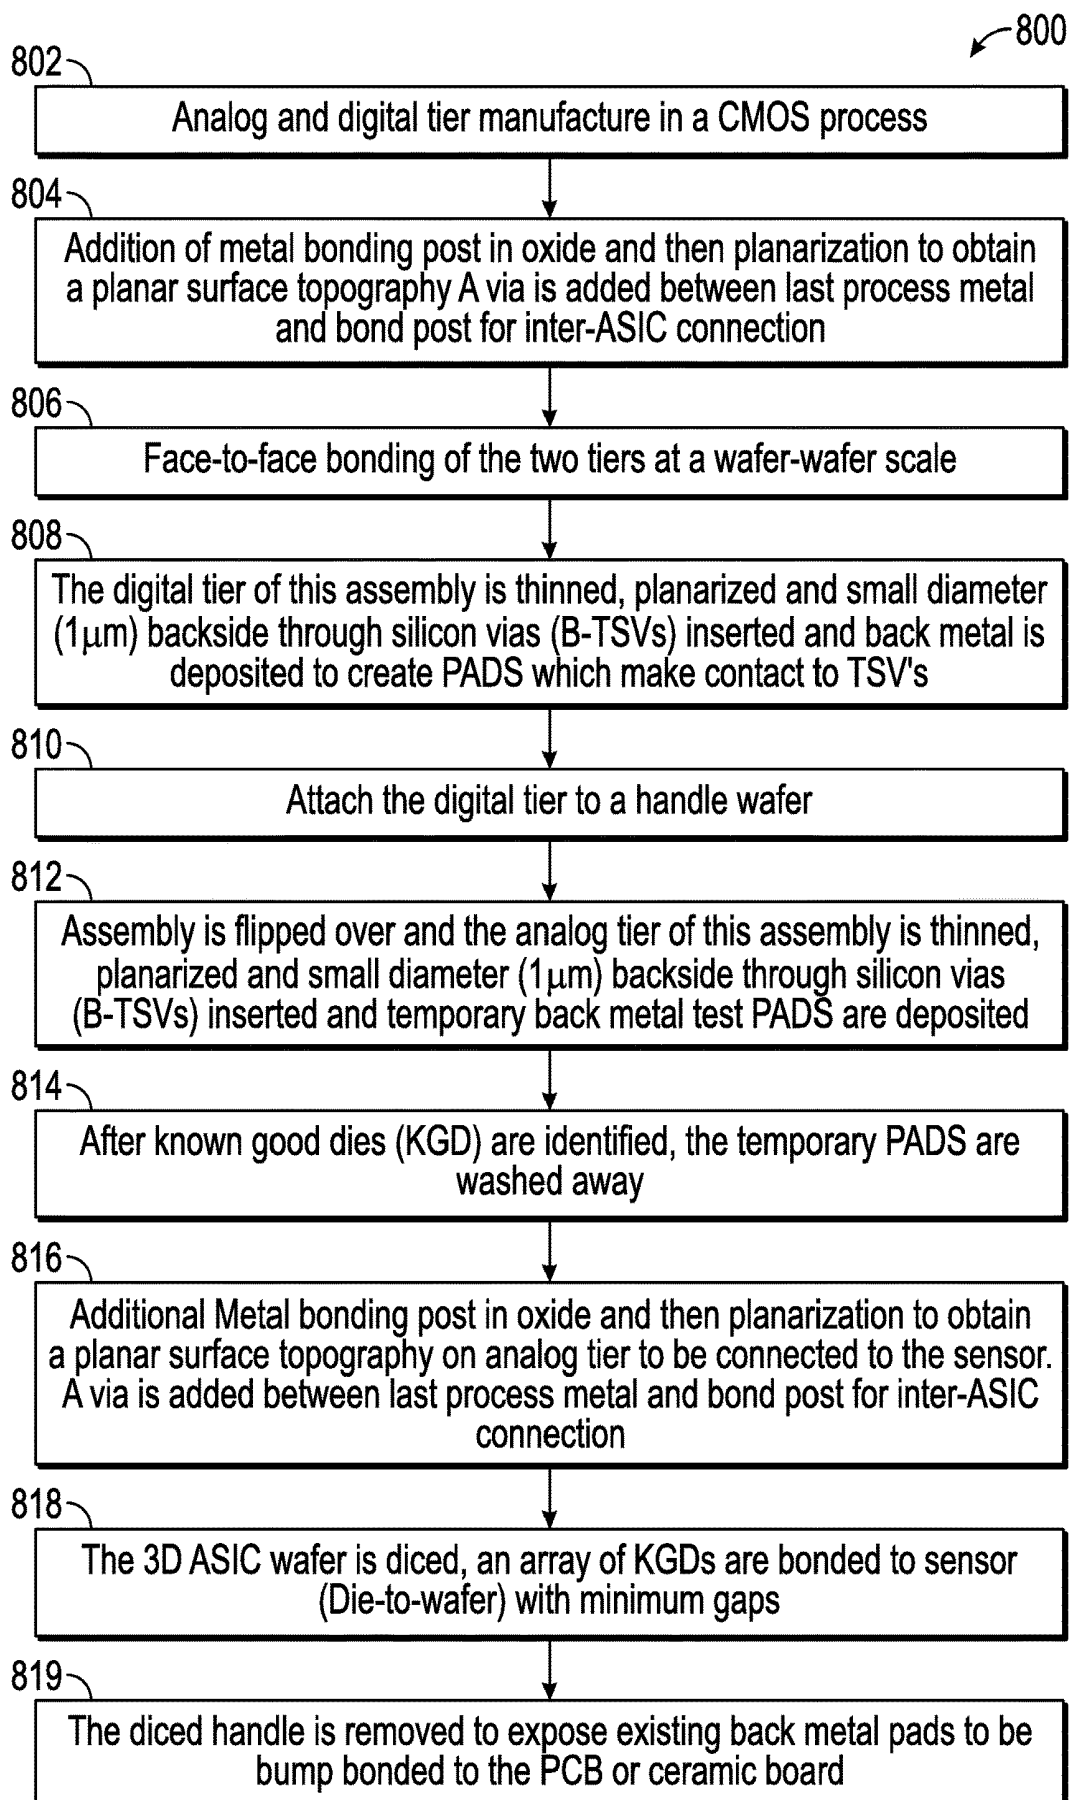 800
802
Analog and digital tier manufacture in a CMOS process
804
Addition of metal bonding post in oxide and then planarization to obtain
a planar surface topography A via is added between last process metal
and bond post for inter-ASIC connection
806
Face-to-face bonding of the two tiers at a wafer-wafer scale
808
The digital tier of this assembly is thinned, planarized and small diameter
(1μm) backside through silicon vias (B-TSVs) inserted and back metal is
deposited to create PADS which make contact to TSV's
810
Attach the digital tier to a handle wafer
812
Assembly is flipped over and the analog tier of this assembly is thinned,
planarized and small diameter (1μm) backside through silicon vias
(B-TSVs) inserted and temporary back metal test PADS are deposited
814
After known good dies (KGD) are identified, the temporary PADS are
washed away
816
Additional Metal bonding post in oxide and then planarization to obtain
a planar surface topography on analog tier to be connected to the sensor.
A via is added between last process metal and bond post for inter-ASIC
connection
818
The 3D ASIC wafer is diced, an array of KGDs are bonded to sensor
(Die-to-wafer) with minimum gaps
819
The diced handle is removed to expose existing back metal pads to be
bump bonded to the PCB or ceramic board